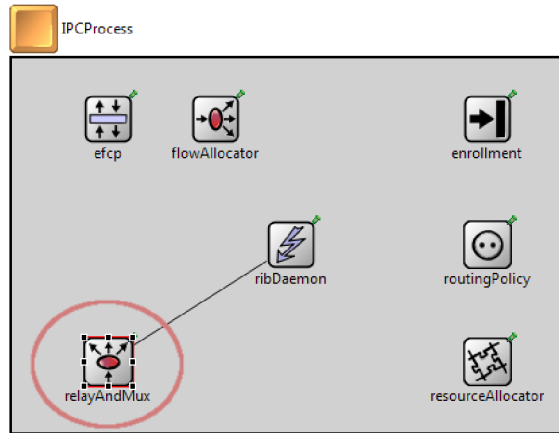 IPCProcess
efcp
flowAllocator
enrollment
ribDaemon
routingPolicy
relayAndMux
resourceAllocator